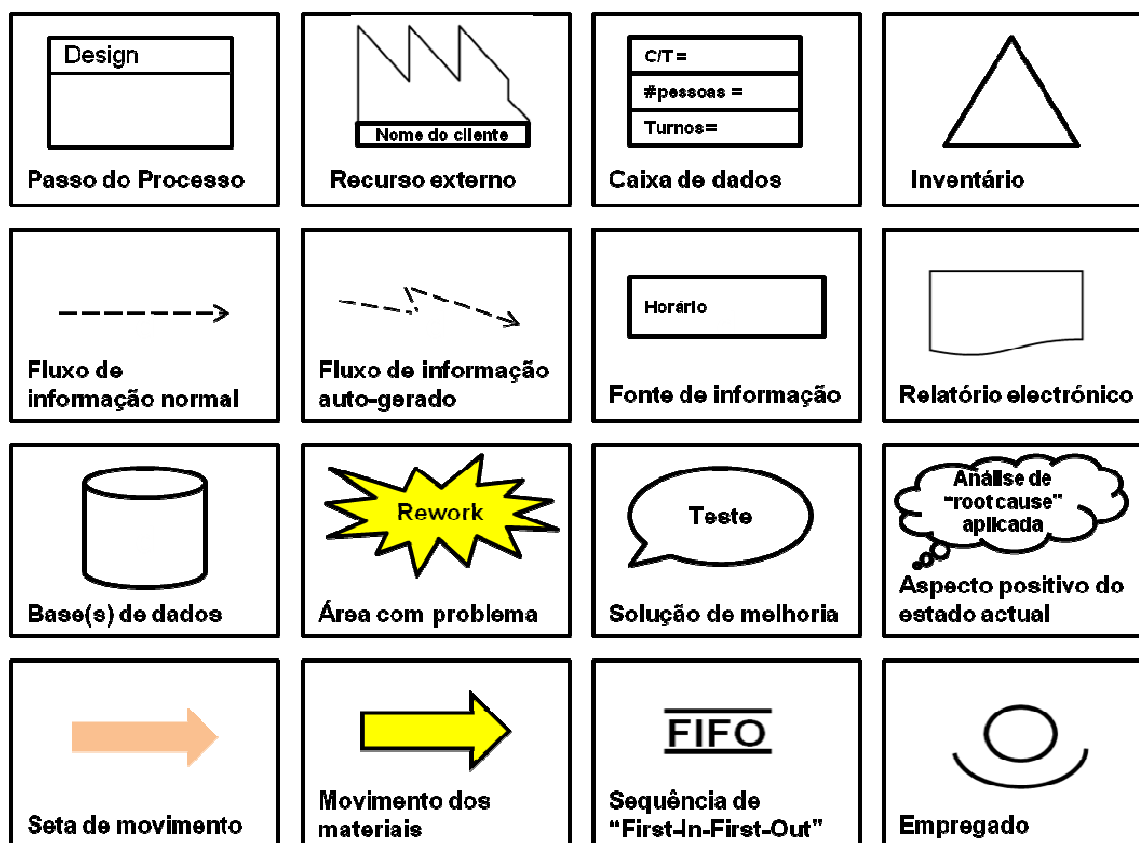 Design
Passo do Processo
Nome do cliente
Recurso externo
C/T =
#pessoas =
Turnos=
Caixa de dados
Inventário
Fluxo de
informação normal
Fluxo de informação
auto-gerado
Horário
Fonte de informação
Relatório electrónico
Base(s) de dados
Rework
Área com problema
Teste
Solução de melhoria
Análise de
"root cause"
aplicada
Aspecto positivo do
estado actual
Seta de movimento
Movimento dos
materiais
FIFO
Sequência de
"First-In-First-Out"
Empregado